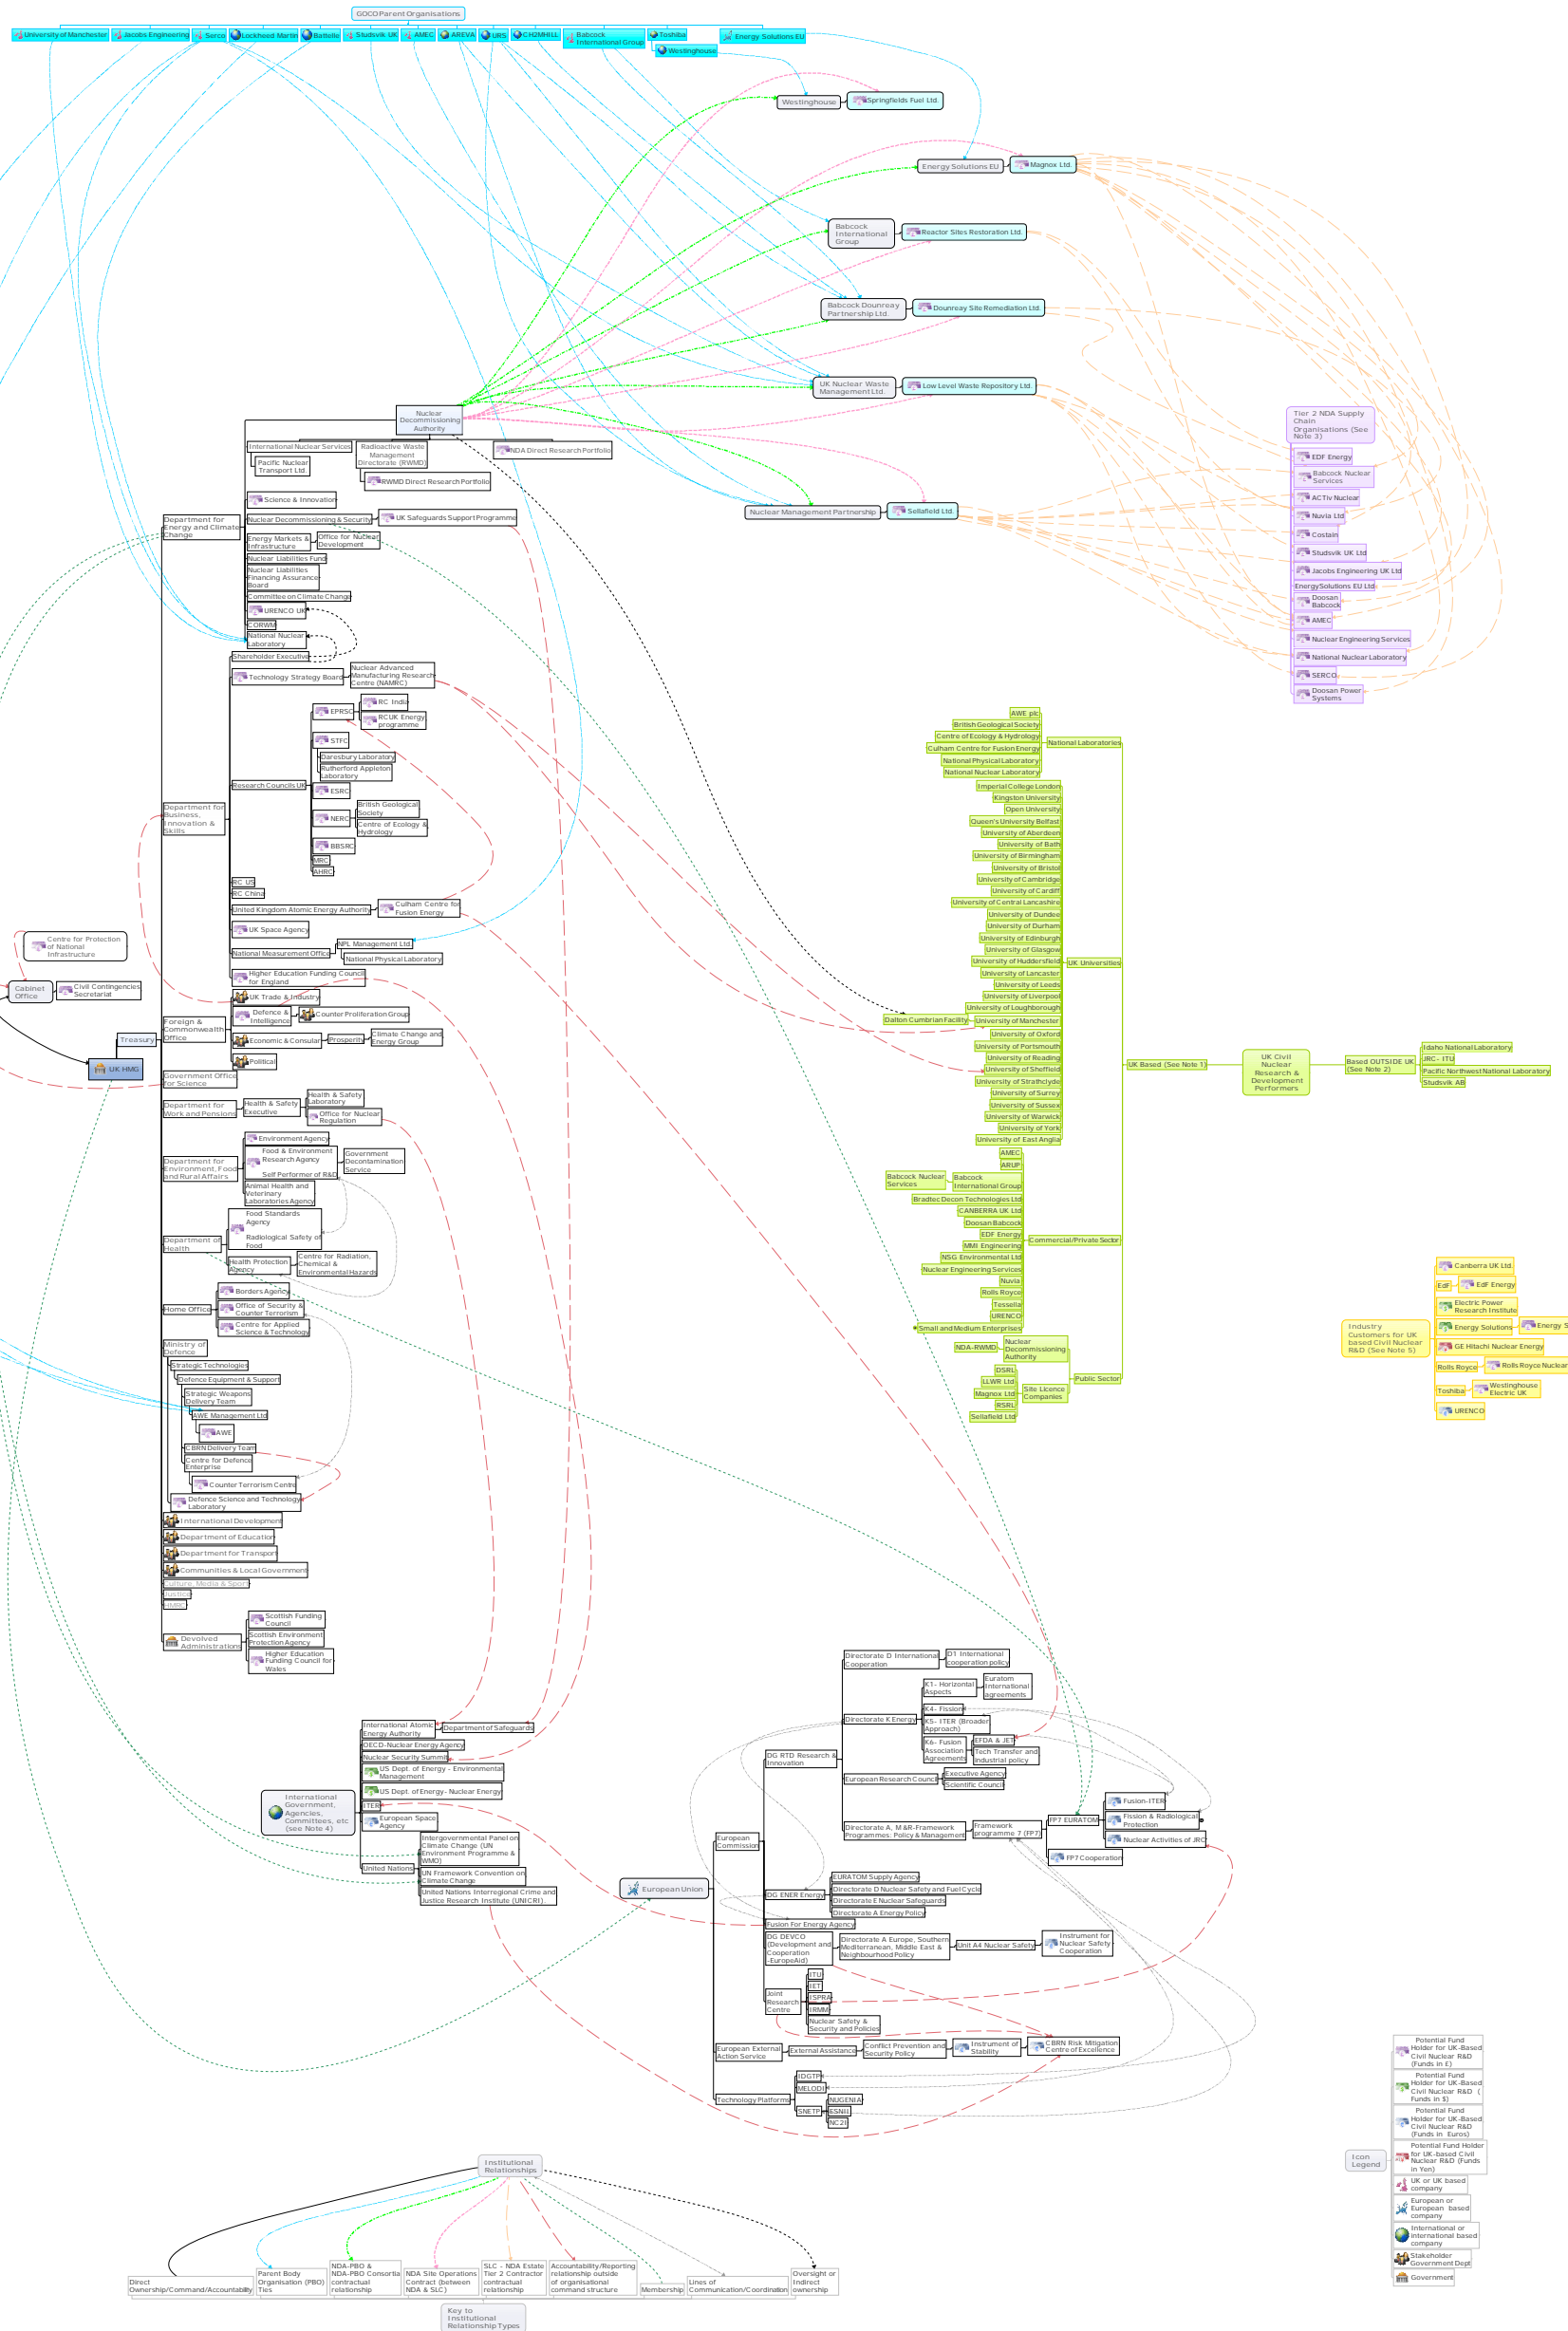 GOCO Parent Organisations
University of Manchester
Jacobs Engineering
Serco
Lockheed Martin
Battelle
Studsvik UK
AMEC
AREVA
URS
CH2MHILL
Babcock
International Group
Toshiba
Westinghouse
Energy Solutions EU
Westinghouse
Springfields Fuel Ltd.
Energy Solutions EU
Magnox Ltd.
Babcock
International
Group
Reactor Sites Restoration Ltd.
Babcock Dounreay
Partnership Ltd.
Dounreay Site Remediation Ltd.
UK Nuclear Waste
Management Ltd.
Low Level Waste Repository Ltd.
Nuclear Management Partnership
Sellafield Ltd.
Nuclear
Decommissioning
Authority
International Nuclear Services
Pacific Nuclear
Transport Ltd.
Radioactive Waste
Management
Directorate (RWMD)
RWMD Direct Research Portfolio
NDA Direct Research Portfolio
Tier 2 NDA Supply
Chain
Organisations (See
Note 3)
EDF Energy
Babcock Nuclear
Services
ACTiv Nuclear
Nuvia Ltd
Costain
Studsvik UK Ltd
Jacobs Engineering UK Ltd
EnergySolutions EU Ltd
Doosan
Babcock
AMEC
Nuclear Engineering Services
National Nuclear Laboratory
SERCO
Doosan Power
Systems
Department for
Energy and Climate
Change
Science & Innovation
Nuclear Decommissioning & Security
UK Safeguards Support Programme
Energy Markets &
Infrastructure
Office for Nuclear
Development
Nuclear Liabilities Fund
Nuclear Liabilities
Financing Assurance
Board
Committee on Climate Change
URENCO UK
CORWM
National Nuclear
Laboratory
Department for
Business,
Innovation &
Skills
Shareholder Executive
Technology Strategy Board
Nuclear Advanced
Manufacturing Research
Centre (NAMRC)
Research Councils UK
EPRSC
RC India
RCUK Energy
programme
STFC
Daresbury Laboratory
Rutherford Appleton
Laboratory
ESRC
NERC
British Geological
Society
Centre of Ecology &
Hydrology
BBSRC
MRC
AHRC
RC US
RC China
United Kingdom Atomic Energy Authority
Culham Centre for
Fusion Energy
UK Space Agency
National Measurement Office
NPL Management Ltd.
National Physical Laboratory
Higher Education Funding Council
for England
Centre for Protection
of National
Infrastructure
Cabinet
Office
Civil Contingencies
Secretariat
Treasury
UK HMG
Foreign &
Commonwealth
Office
UK Trade & Industry
Defence &
Intelligence
Counter Proliferation Group
Economic & Consular
Prosperity
Climate Change and
Energy Group
Political
Government Office
for Science
Department for
Work and Pensions
Health & Safety
Executive
Health & Safety
Laboratory
Office for Nuclear
Regulation
Department for
Environment, Food
and Rural Affairs
Environment Agency
Food & Environment
Research Agency
Self Performer of R&D
Government
Decontamination
Service
Animal Health and
Veterinary
Laboratories Agency
Department of
Health
Food Standards
Agency
Radiological Safety of
Food
Health Protection
Agency
Centre for Radiation,
Chemical &
Environmental Hazards
Home Office
Borders Agency
Office of Security &
Counter Terrorism
Centre for Applied
Science & Technology
Ministry of
Defence
Strategic Technologies
Defence Equipment & Support
Strategic Weapons
Delivery Team
AWE Management Ltd
AWE
CBRN Delivery Team
Centre for Defence
Enterprise
Counter Terrorism Centre
Defence Science and Technology
Laboratory
International Development
Department of Education
Department for Transport
Communities & Local Government
Culture, Media & Sport
Justice
HMRC
Devolved
Administrations
Scottish Funding
Council
Scottish Environment
Protection Agency
Higher Education
Funding Council for
Wales
AWE plc
British Geological Society
Centre of Ecology & Hydrology
Culham Centre for Fusion Energy
National Physical Laboratory
National Nuclear Laboratory
National Laboratories
Imperial College London
Kingston University
Open University
Queen's University Belfast
University of Aberdeen
University of Bath
University of Birmingham
University of Bristol
University of Cambridge
University of Cardiff
University of Central Lancashire
University of Dundee
University of Durham
University of Edinburgh
University of Glasgow
University of Huddersfield
University of Lancaster
University of Leeds
University of Liverpool
University of Loughborough
Dalton Cumbrian Facility
University of Manchester
University of Oxford
University of Portsmouth
University of Reading
University of Sheffield
University of Strathclyde
University of Surrey
University of Sussex
University of Warwick
University of York
University of East Anglia
UK Universities
AMEC
ARUP
Babcock Nuclear
Services
Babcock
International Group
Bradtec Decon Technologies Ltd
CANBERRA UK Ltd
Doosan Babcock
EDF Energy
MMI Engineering
NSG Environmental Ltd
Nuclear Engineering Services
Nuvia
Rolls Royce
Tessella
URENCO
Small and Medium Enterprises
Commercial/Private Sector
NDA-RWMD
Nuclear
Decommissioning
Authority
DSRL
LLWR Ltd
Magnox Ltd
RSRL
Sellafield Ltd
Site Licence
Companies
Public Sector
UK Based (See Note 1)
UK Civil
Nuclear
Research &
Development
Performers
Based OUTSIDE UK
(See Note 2)
Idaho National Laboratory
JRC- ITU
Pacific Northwest National Laboratory
Studsvik AB
Industry
Customers for UK
based Civil Nuclear
R&D (See Note 5)
Canberra UK Ltd.
EdF
EdF Energy
Electric Power
Research Institute
Energy Solutions
Energy S
GE Hitachi Nuclear Energy
Rolls Royce
Rolls Royce Nuclear
Toshiba
Westinghouse
Electric UK
URENCO
International
Government,
Agencies,
Committees, etc
(see Note 4)
International Atomic
Energy Authority
Department of Safeguards
OECD-Nuclear Energy Agency
Nuclear Security Summit
US Dept. of Energy - Environmental
Management
US Dept. of Energy- Nuclear Energy
ITER
European Space
Agency
United Nations
Intergovernmental Panel on
Climate Change (UN
Environment Programme &
WMO)
UN Framework Convention on
Climate Change
United Nations Interregional Crime and
Justice Research Institute (UNICRI)
European Union
European
Commission
DG RTD Research &
Innovation
Directorate D International
Cooperation
D1 International
cooperation policy
Directorate K Energy
K1- Horizontal
Aspects
Euratom
International
agreements
K4- Fission
K5- ITER (Broader
Approach)
K6- Fusion
Association
Agreements
EFDA & JET
Tech Transfer and
industrial policy
European Research Council
Executive Agency
Scientific Council
Directorate A, M&R-Framework
Programmes: Policy & Management
Framework
programme 7 (FP7)
FP7 EURATOM
Fusion-ITER
Fission & Radiological
Protection
Nuclear Activities of JRC
FP7 Cooperation
DG ENER Energy
EURATOM Supply Agency
Directorate D Nuclear Safety and Fuel Cycle
Directorate E Nuclear Safeguards
Directorate A Energy Policy
Fusion For Energy Agency
DG DEVCO
(Development and
Cooperation
-EuropeAid)
Directorate A Europe, Southern
Mediterranean, Middle East &
Neighbourhood Policy
Unit A4 Nuclear Safety
Instrument for
Nuclear Safety
Cooperation
Joint
Research
Centre
ITU
IET
ISPRA
IRMM
Nuclear Safety &
Security and Policies
European External
Action Service
External Assistance
Conflict Prevention and
Security Policy
Instrument of
Stability
CBRN Risk Mitigation
Centre of Excellence
Technology Platforms
IDGTP
MELODI
SNETP
NUGENIA
ESNII
NC2I
Institutional
Relationships
Direct
Ownership/Command/Accountability
Parent Body
Organisation (PBO)
Ties
NDA-PBO &
NDA-PBO Consortia
contractual
relationship
NDA Site Operations
Contract (between
NDA & SLC)
SLC - NDA Estate
Tier 2 Contractor
contractual
relationship
Accountability/Reporting
relationship outside
of organisational
command structure
Membership
Lines of
Communication/Coordination
Oversight or
Indirect
ownership
Key to
Institutional
Relationship Types
Icon
Legend
Potential Fund
Holder for UK-Based
Civil Nuclear R&D
(Funds in £)
Potential Fund
Holder for UK-Based
Civil Nuclear R&D (
Funds in $)
Potential Fund
Holder for UK-Based
Civil Nuclear R&D
(Funds in Euros)
Potential Fund Holder
for UK-based Civil
Nuclear R&D (Funds
in Yen)
UK or UK based
company
European or
European based
company
International or
international based
company
Stakeholder
Government Dept
Government